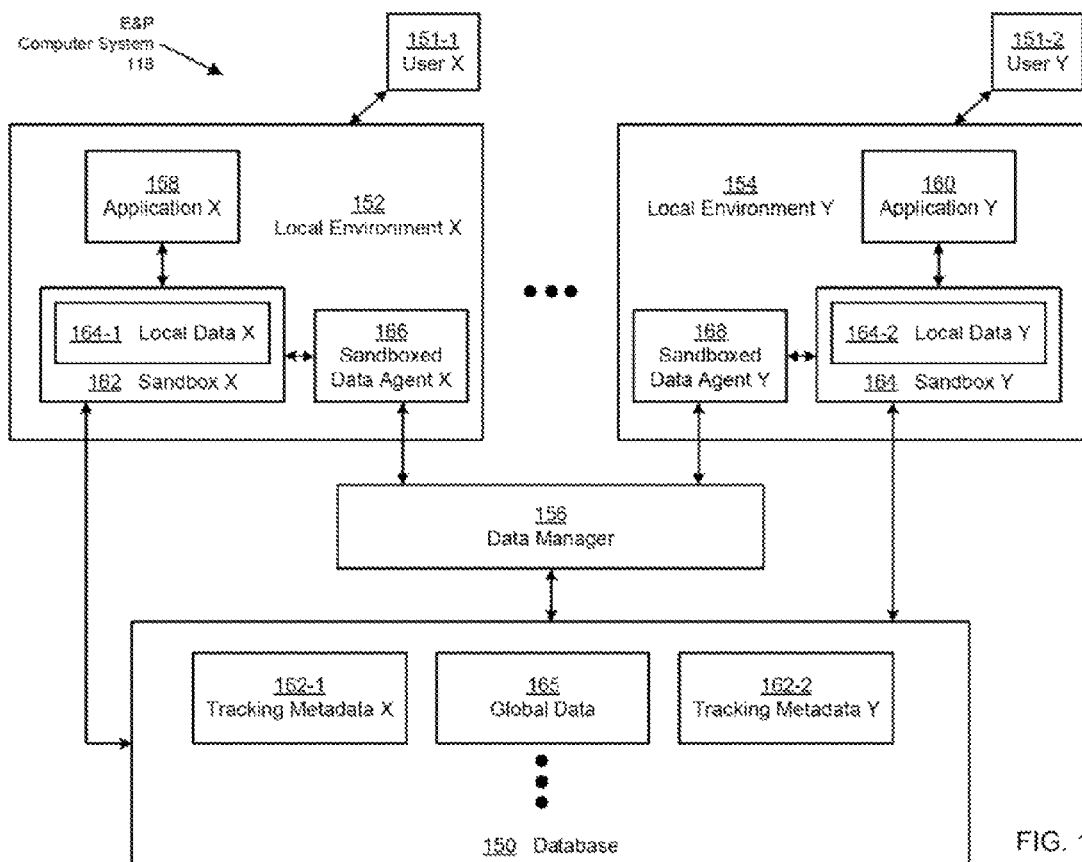 E&P
Computer System
118
151-1
User X
151-2
User Y
158
Application X
152
Local Environment X
154
Local Environment Y
160
Application Y
164-1 Local Data X
162 Sandbox X
166
Sandboxed
Data Agent X
168
Sandboxed
Data Agent Y
164-2 Local Data Y
164 Sandbox Y
156
Data Manager
162-1
Tracking Metadata X
165
Global Data
162-2
Tracking Metadata Y
150 Database
FIG. 1